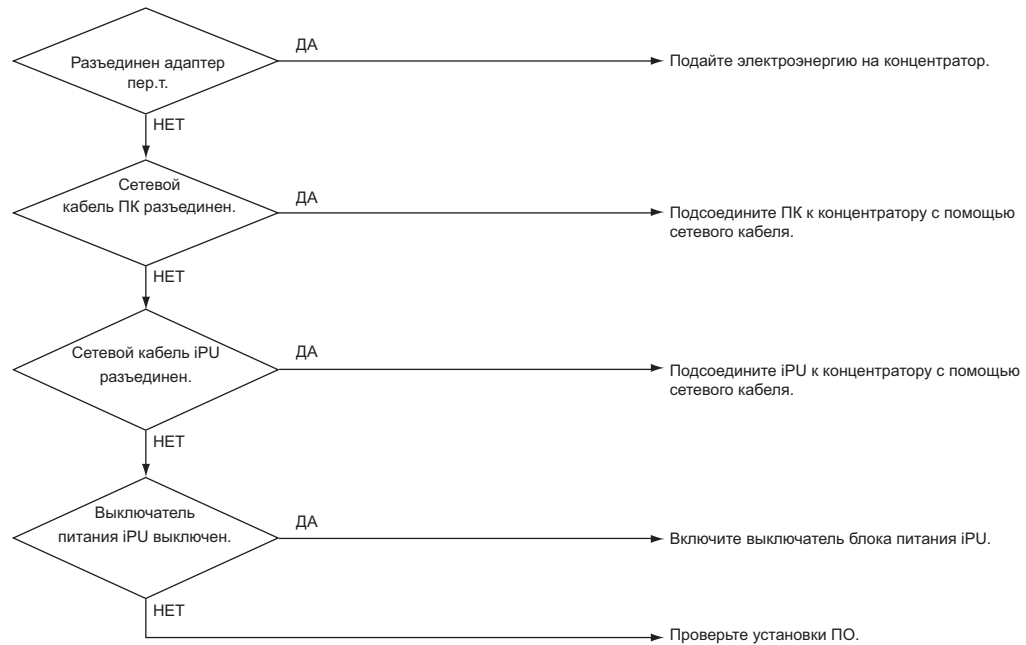 Разъединен адаптер
пер.т.
ДА
Подайте электроэнергию на концентратор.
НЕТ
Сетевой
кабель ПК разъединен.
ДА
Подсоедините ПК к концентратору с помощью
сетевого кабеля.
НЕТ
Сетевой кабель iPU
разъединен.
ДА
Подсоедините iPU к концентратору с помощью
сетевого кабеля.
НЕТ
Выключатель
питания iPU выключен.
ДА
Включите выключатель блока питания iPU.
НЕТ
Проверьте установки ПО.